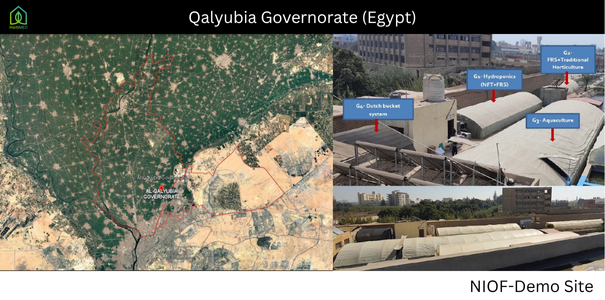 Qalyubia Governorate (Egypt)
G2-
FRS+Traditional
Horticulture
G1- Hydroponics
(NFT+FRS)
G4- Dutch bucket
system
G3- Aquaculture
AL-QALYUBIA
GOVERNORATE
NIOF-Demo Site